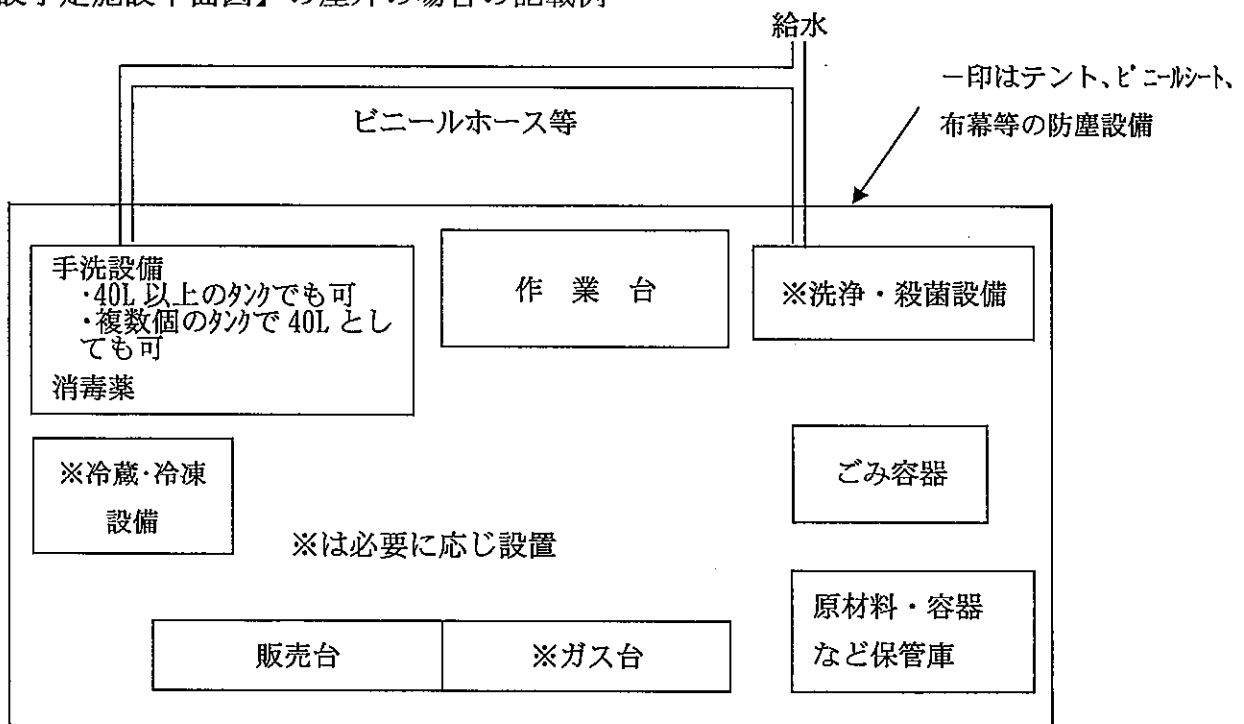 設予定施設平面図】の屋外の場合の記載例
給水
ー印はテント、ビニールシート、
布幕等の防塵設備
ビニールホース等
手洗設備
・40L 以上のタンクでも可
・複数個のタンクで 40L とし
ても可
消毒薬
作 業 台
※洗浄・殺菌設備
※冷蔵・冷凍
設備
ごみ容器
※は必要に応じ設置
原材料・容器
など保管庫
販売台
※ガス台